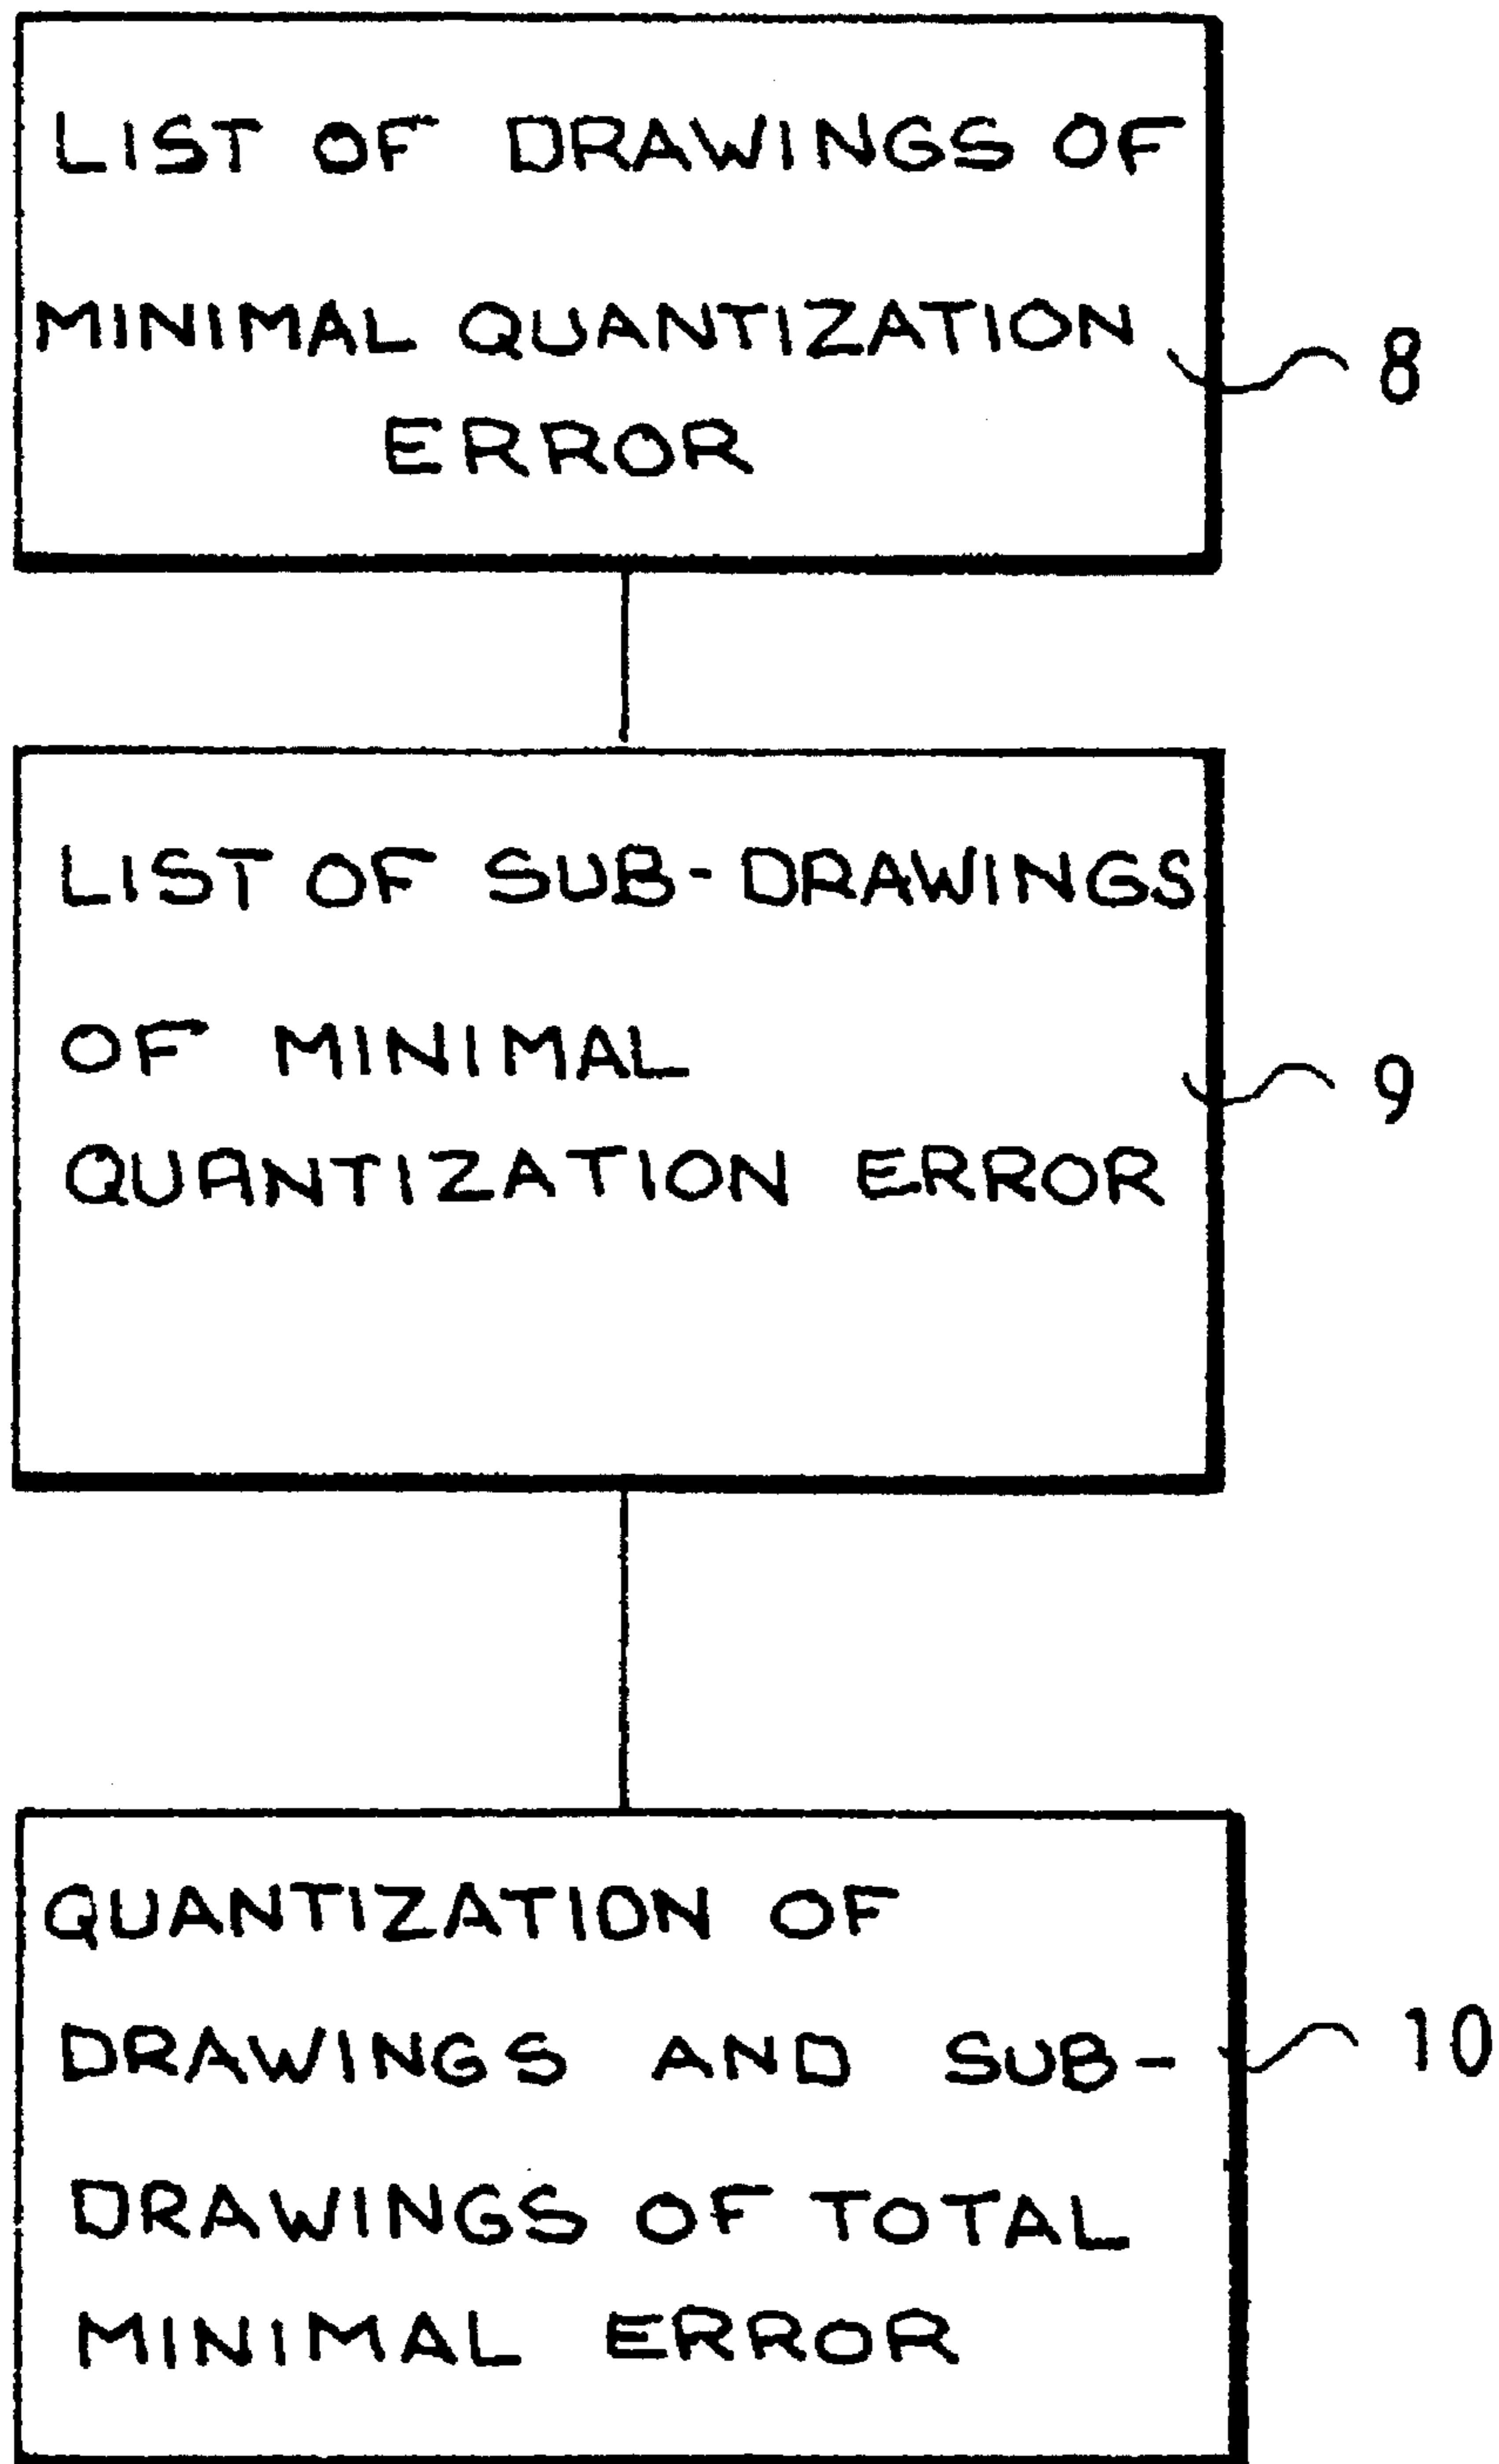 LIST OF DRAWINGS OF
MINIMAL QUANTIZATION
ERROR
8
LIST OF SUB-DRAWINGS
OF MINIMAL
QUANTIZATION ERROR
9
QUANTIZATION OF
DRAWINGS AND SUB-
DRAWINGS OF TOTAL
MINIMAL ERROR
10